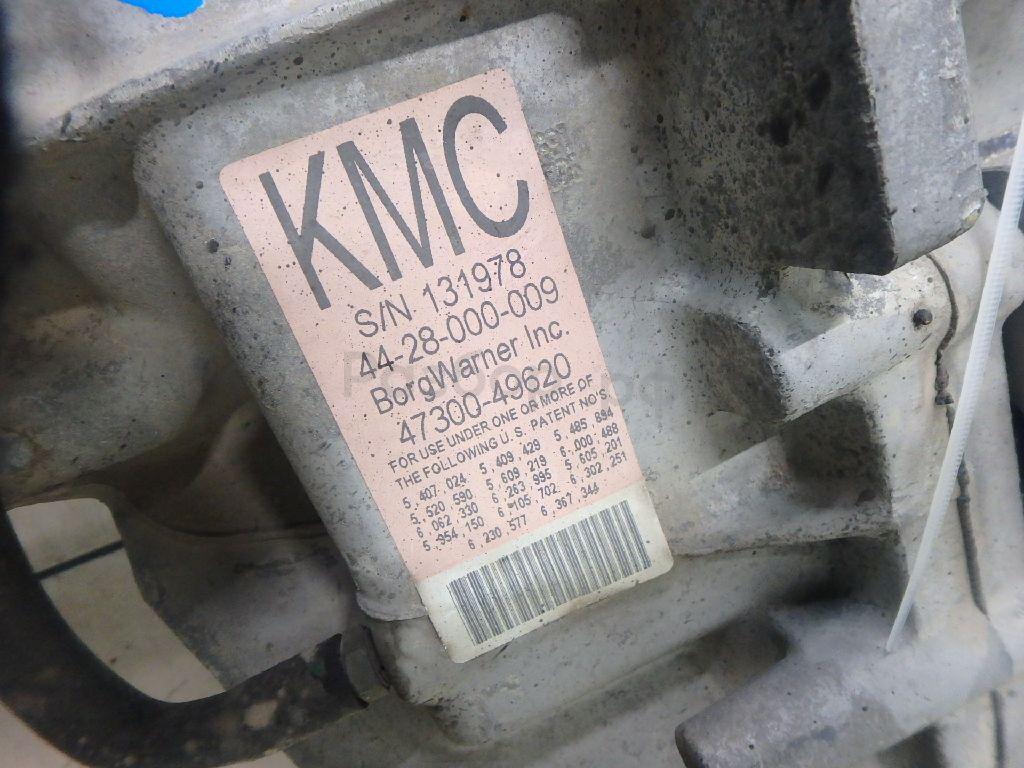 KMC
S/N 131978
44-28-000-009
BorgWarner Inc.
47300-49620
FOR USE UNDER ONE OR MORE OF
THE FOLLOWING U.S. PATENT NO'S.
5,407,024 5,409,429 5,485,894
5,520,590 5,609,219 6,000,488
6,062,330 6,263,995 5,605,201
5,954,150 6,105,702 6,302,251
6,230,577 6,367,344